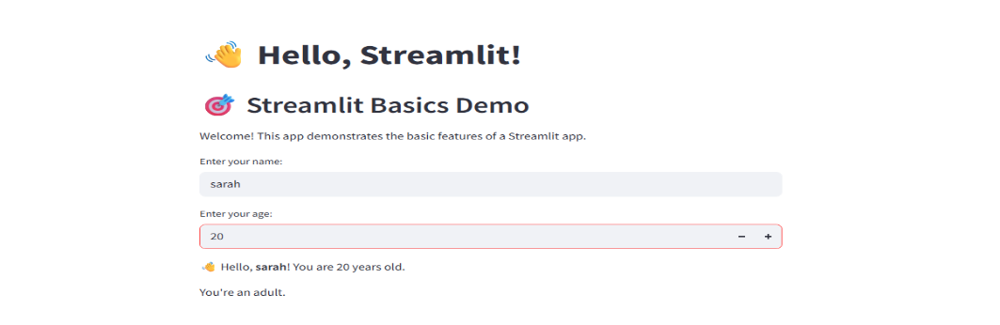 👋 Hello, Streamlit!
🎯 Streamlit Basics Demo
Welcome! This app demonstrates the basic features of a Streamlit app.
Enter your name:
sarah
Enter your age:
20 − +
👋 Hello, sarah! You are 20 years old.
You're an adult.